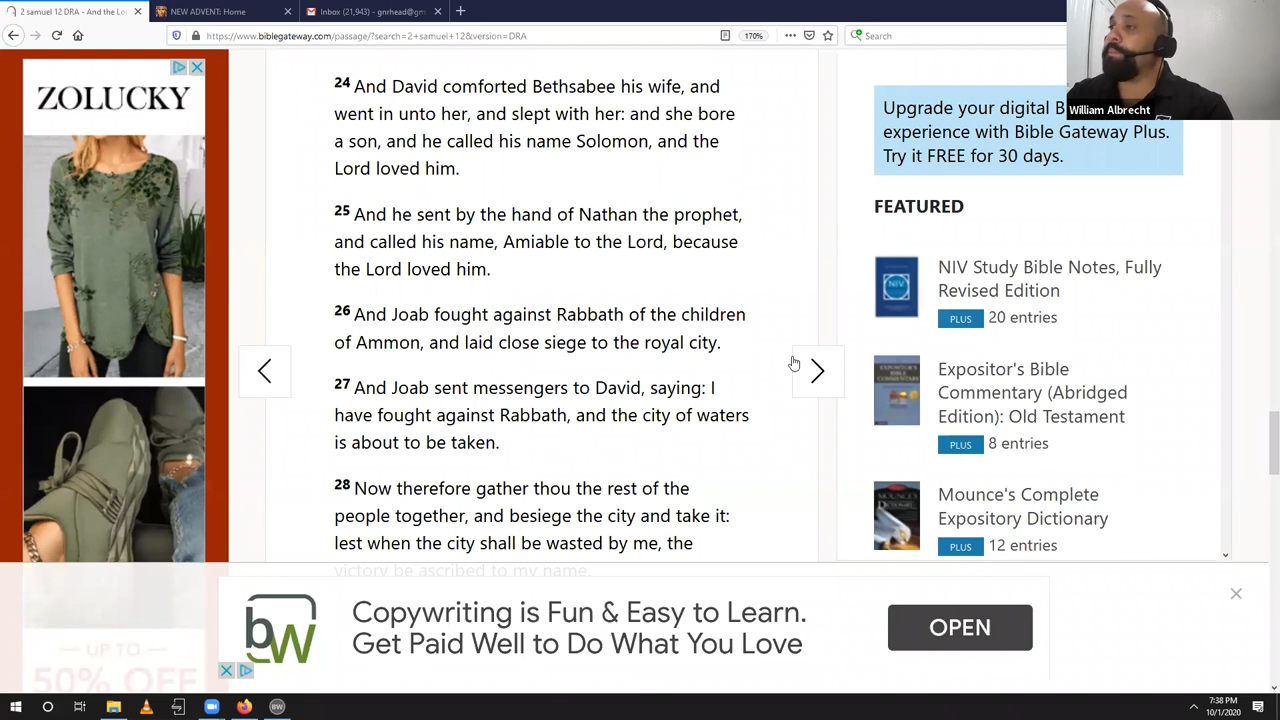 2 samuel 12 DRA - And the Lo
NEW ADVENT: Home
Inbox (21,943) - gnrhead@gm
https://www.biblegateway.com/passage/?search=2+samuel+12&version=DRA
170%
Search
William Albrecht
ZOLUCKY
24 And David comforted Bethsabee his wife, and
went in unto her, and slept with her: and she bore
a son, and he called his name Solomon, and the
Lord loved him.
25 And he sent by the hand of Nathan the prophet,
and called his name, Amiable to the Lord, because
the Lord loved him.
26 And Joab fought against Rabbath of the children
of Ammon, and laid close siege to the royal city.
27 And Joab sent messengers to David, saying: I
have fought against Rabbath, and the city of waters
is about to be taken.
28 Now therefore gather thou the rest of the
people together, and besiege the city and take it:
lest when the city shall be wasted by me, the
victory be ascribed to my name.
Upgrade your digital B
experience with Bible Gateway Plus.
Try it FREE for 30 days.
FEATURED
NIV Study Bible Notes, Fully
Revised Edition
PLUS 20 entries
Expositor's Bible
Commentary (Abridged
Edition): Old Testament
PLUS 8 entries
Mounce's Complete
Expository Dictionary
PLUS 12 entries
UP TO
50% OFF
bW
Copywriting is Fun & Easy to Learn.
Get Paid Well to Do What You Love
OPEN
BW
7:38 PM
10/1/2020